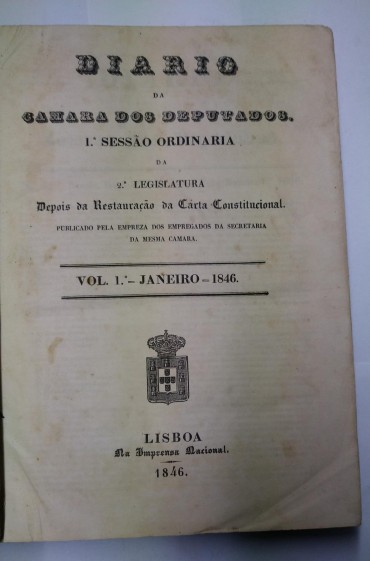 DIARIO
DA
CAMARA DOS DEPUTADOS.
1.ª SESSÃO ORDINARIA
DA
2.ª LEGISLATURA
Depois da Restauração da Carta Constitucional.
PUBLICADO PELA EMPREZA DOS EMPREGADOS DA SECRETARIA
DA MESMA CAMARA.
VOL. 1.º — JANEIRO — 1846.
LISBOA
Na Imprensa Nacional.
1846.